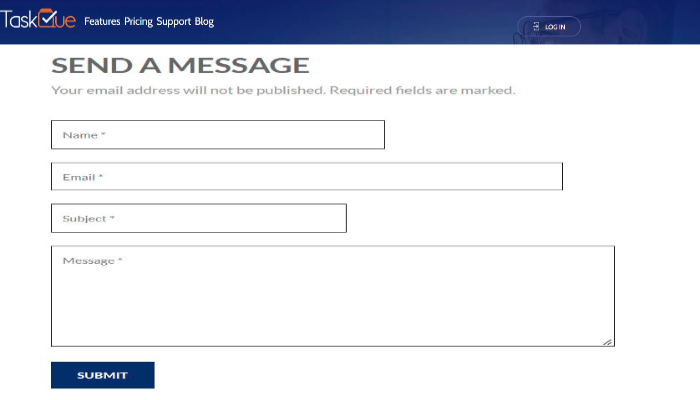 TaskQue Features Pricing Support Blog LOG IN
SEND A MESSAGE
Your email address will not be published. Required fields are marked.
Name *
Email *
Subject *
Message *
SUBMIT